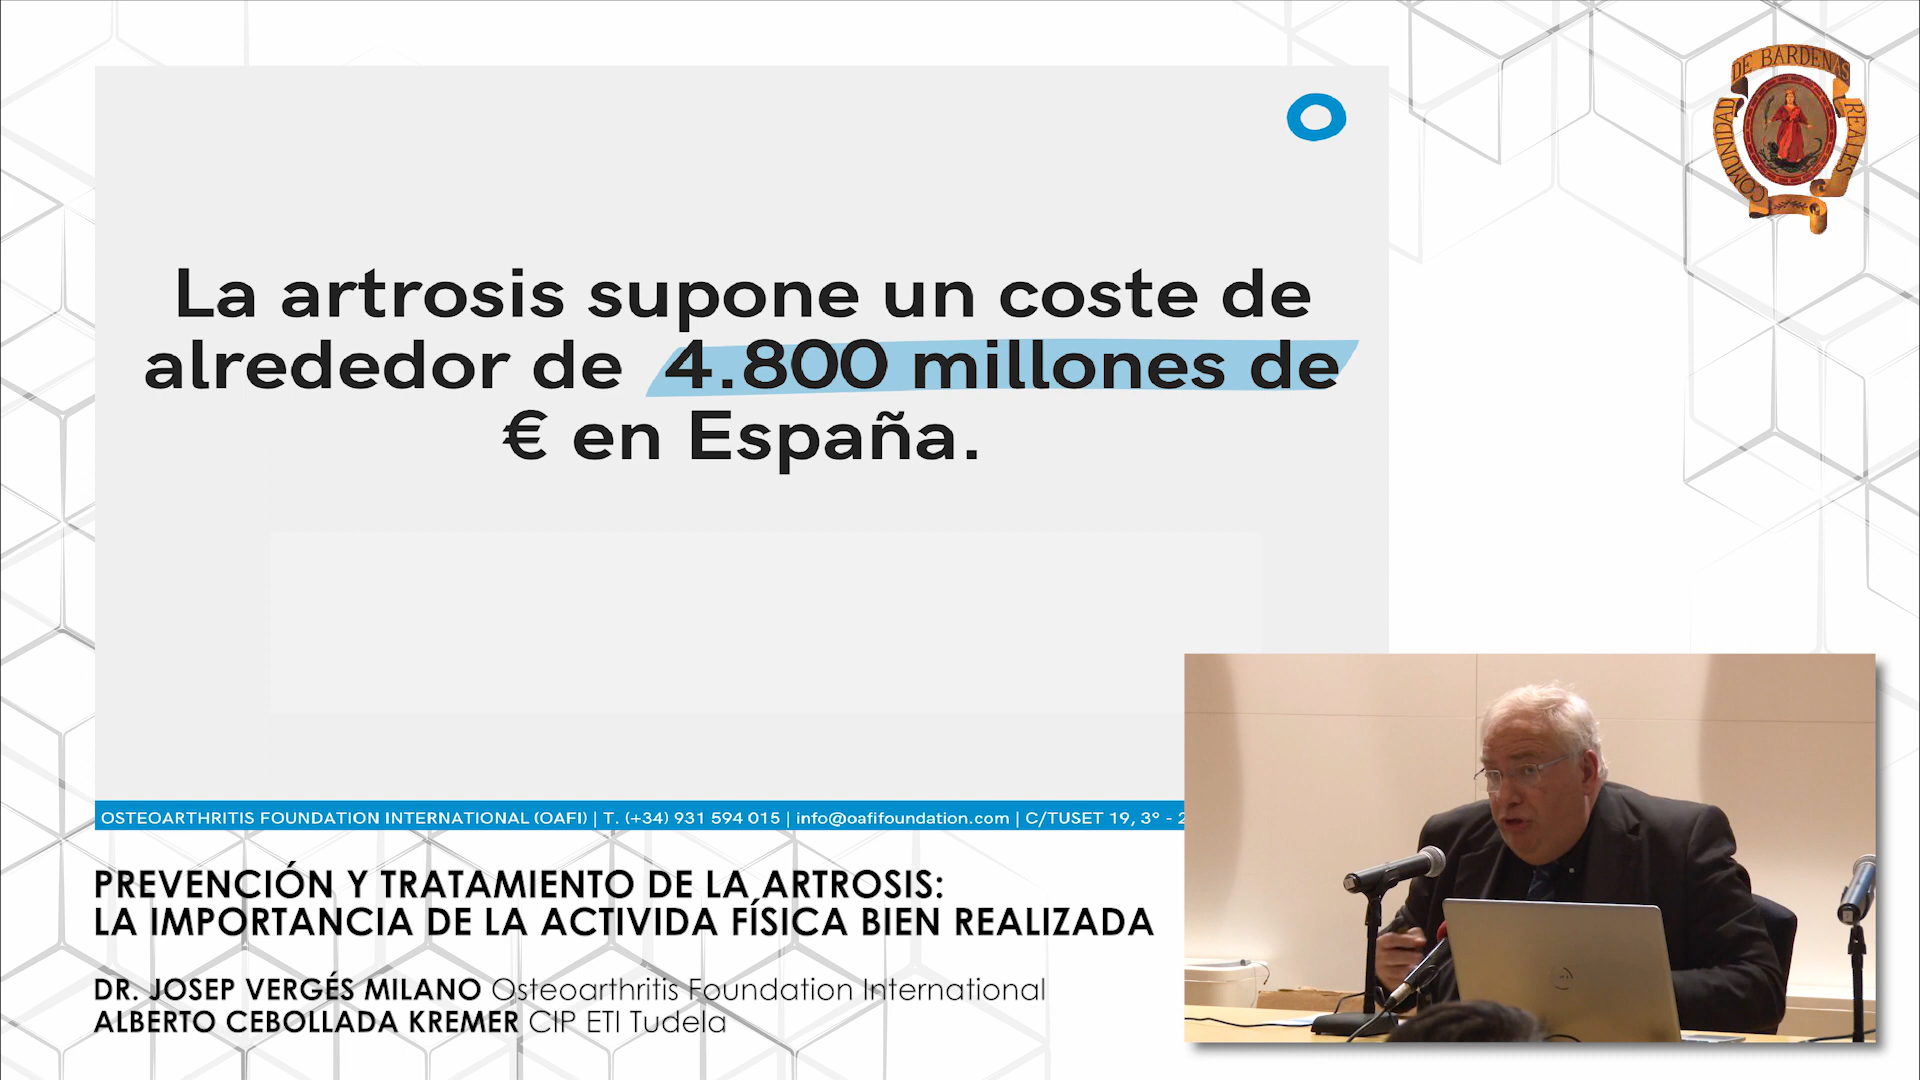 COMUNIDAD DE BARDENAS REALES
La artrosis supone un coste de
alrededor de 4.800 millones de
€ en España.
OSTEOARTHRITIS FOUNDATION INTERNATIONAL (OAFI) | T. (+34) 931 594 015 | info@oafifoundation.com | C/TUSET 19, 3º -
PREVENCIÓN Y TRATAMIENTO DE LA ARTROSIS:
LA IMPORTANCIA DE LA ACTIVIDA FÍSICA BIEN REALIZADA
DR. JOSEP VERGÉS MILANO Osteoarthritis Foundation International
ALBERTO CEBOLLADA KREMER CIP ETI Tudela